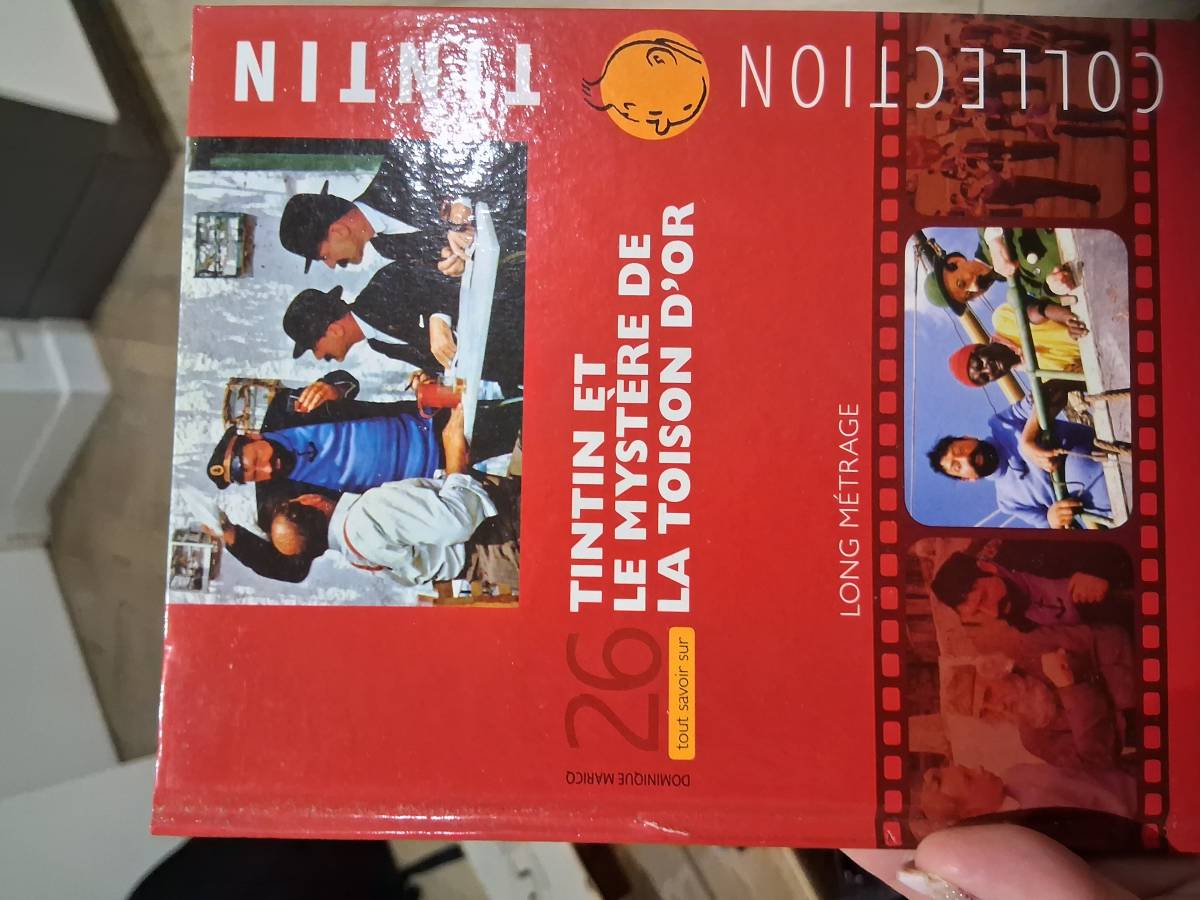 DOMINIQUE MARICQ
26
tout savoir sur
TINTIN ET
LE MYSTÈRE DE
LA TOISON D'OR
LONG MÉTRAGE
COLLECTION TINTIN